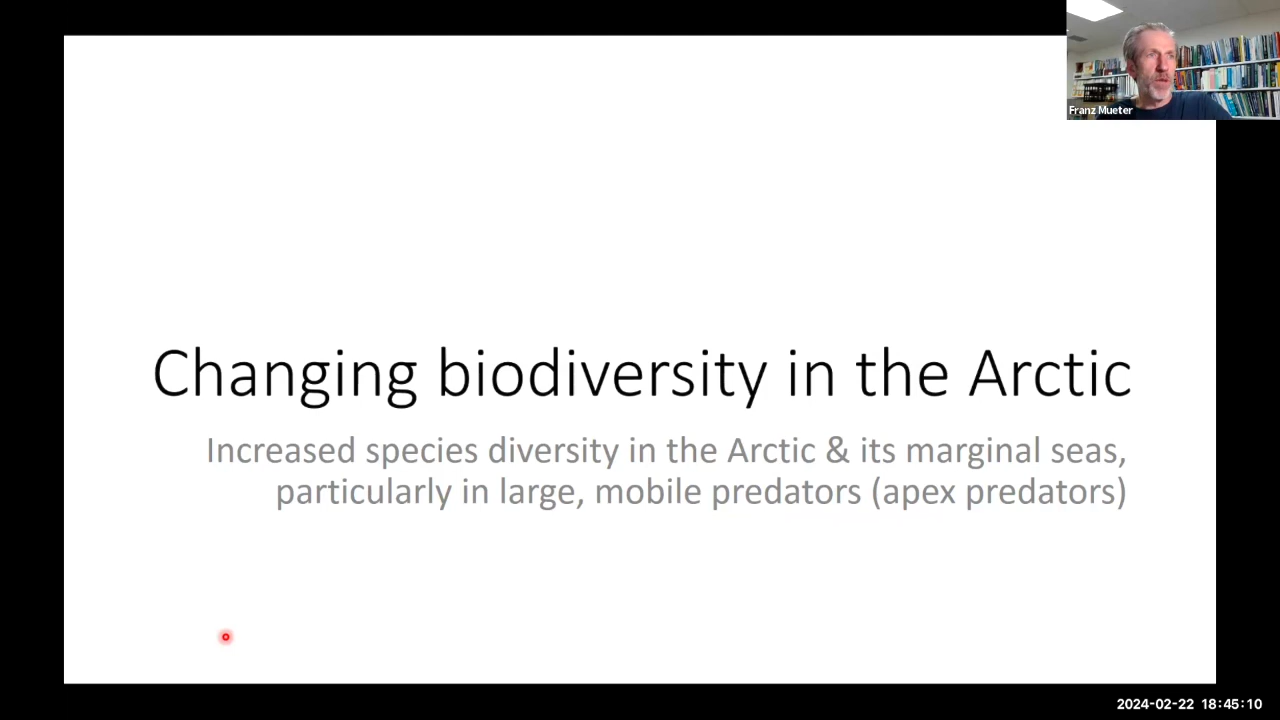 Franz Mueter
Changing biodiversity in the Arctic
Increased species diversity in the Arctic & its marginal seas,
particularly in large, mobile predators (apex predators)
2024-02-22 18:45:10